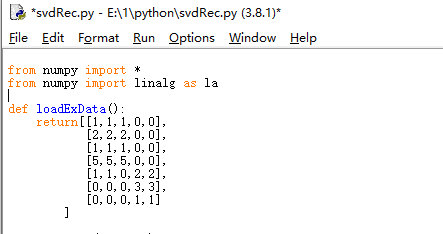 *svdRec.py - E:\1\python\svdRec.py (3.8.1)*
File Edit Format Run Options Window Help
from numpy import *
from numpy import linalg as la
def loadExData():
    return[[1,1,1,0,0],
           [2,2,2,0,0],
           [1,1,1,0,0],
           [5,5,5,0,0],
           [1,1,0,2,2],
           [0,0,0,3,3],
           [0,0,0,1,1]
        ]